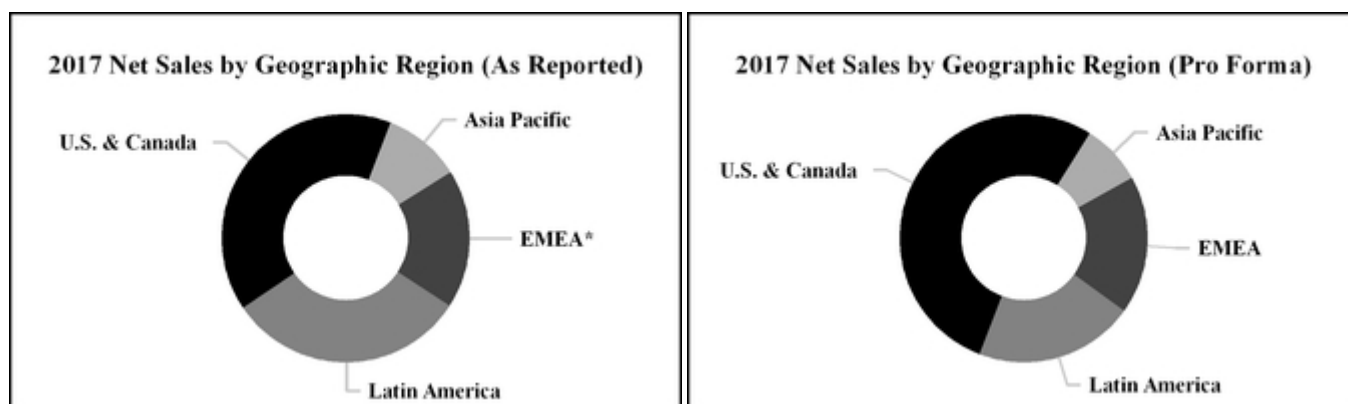 2017 Net Sales by Geographic Region (As Reported)
Asia Pacific
U.S. & Canada
EMEA*
Latin America
2017 Net Sales by Geographic Region (Pro Forma)
Asia Pacific
U.S. & Canada
EMEA
Latin America